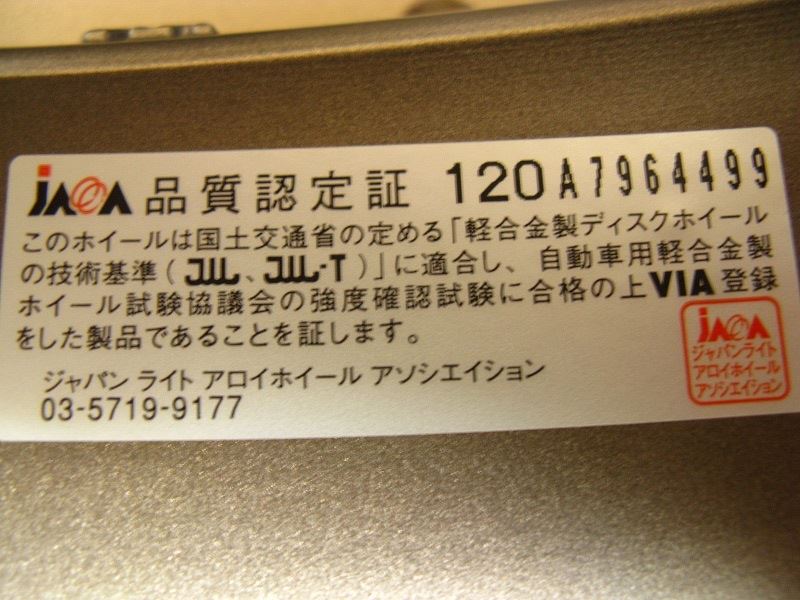 JAWA 品質認定証 120A7964499
このホイールは国土交通省の定める「軽合金製ディスクホイール
の技術基準(JWL、JWL-T)」に適合し、自動車用軽合金製
ホイール試験協議会の強度確認試験に合格の上VIA登録
をした製品であることを証します。
ジャパン ライト アロイホイール アソシエイション
03-5719-9177
JAWA
ジャパンライト
アロイホイール
アソシエイション